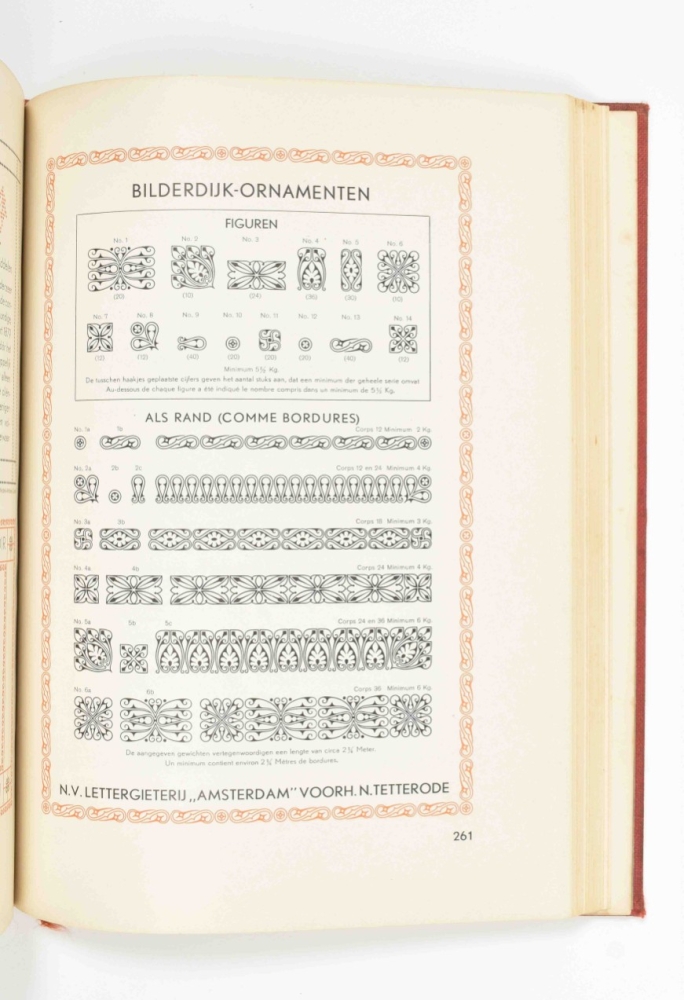 BILDERDIJK-ORNAMENTEN
FIGUREN
No. 1 No. 2 No. 3 No. 4 No. 5 No. 6
(20) (10) (24) (36) (30) (10)
No. 7 No. 8 No. 9 No. 10 No. 11 No. 12 No. 13 No. 14
(12) (12) (40) (20) (20) (20) (40) (12)
Minimum 5½ Kg.
De tusschen haakjes geplaatste cijfers geven het aantal stuks aan, dat een minimum der geheele serie omvat
Au-dessous de chaque figure a été indiqué le nombre compris dans un minimum de 5½ Kg.
ALS RAND (COMME BORDURES)
No. 1a 1b Corps 12 Minimum 2 Kg.
No. 2a 2b 2c Corps 12 en 24 Minimum 4 Kg.
No. 3a 3b Corps 18 Minimum 3 Kg.
No. 4a 4b Corps 24 Minimum 4 Kg.
No. 5a 5b 5c Corps 24 en 36 Minimum 6 Kg.
No. 6a 6b Corps 36 Minimum 6 Kg.
De aangegeven gewichten vertegenwoordigen een lengte van circa 2¼ Meter.
Un minimum contient environ 2¼ Mètres de bordures.
N.V. LETTERGIETERIJ „AMSTERDAM” VOORH. N. TETTERODE
261